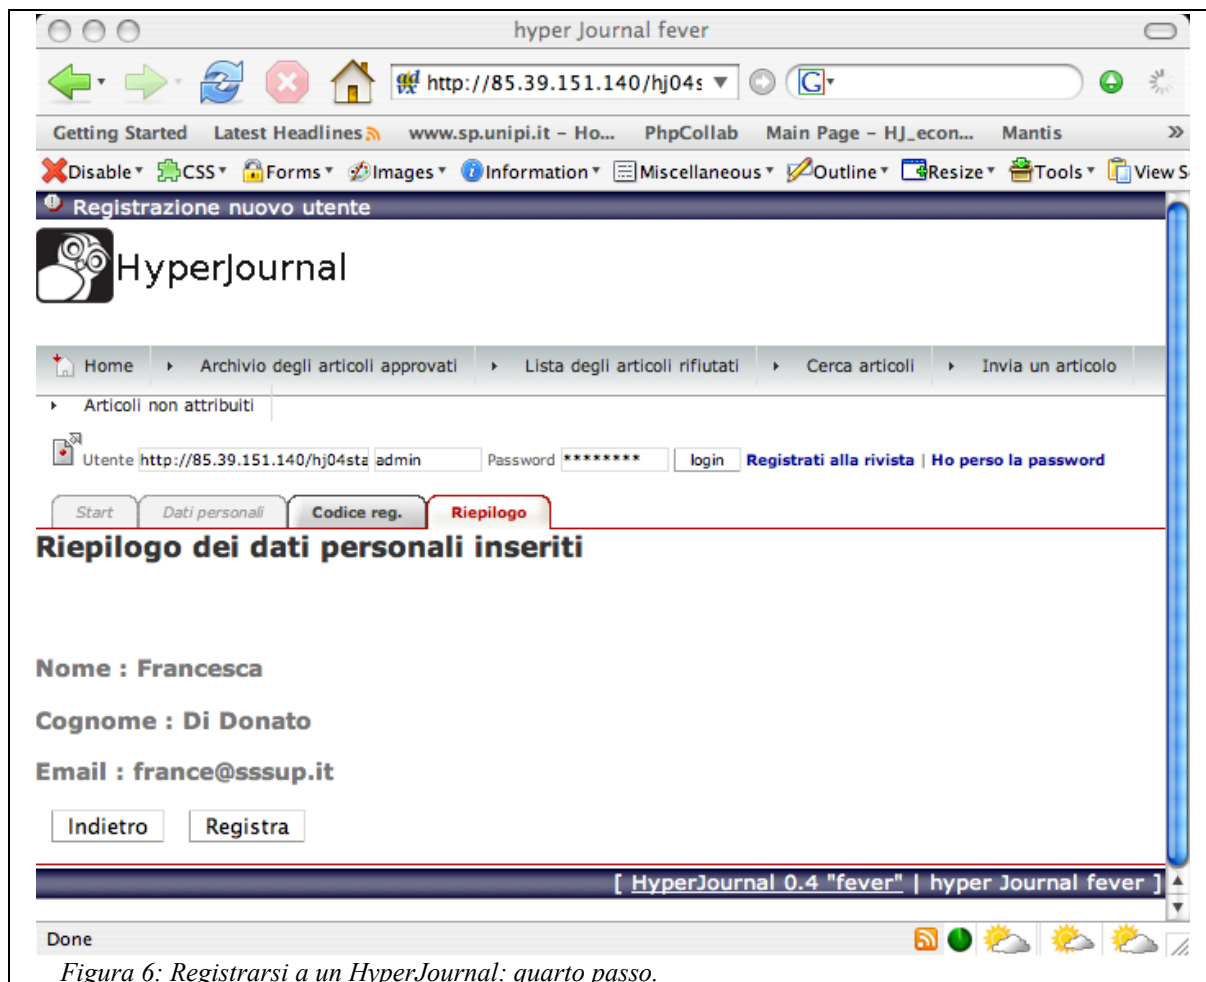 hyper Journal fever
http://85.39.151.140/hj04s
G
Getting Started Latest Headlines www.sp.unipi.it – Ho... PhpCollab Main Page – HJ_econ... Mantis »
Disable CSS Forms Images Information Miscellaneous Outline Resize Tools View S
Registrazione nuovo utente
HyperJournal
Home Archivio degli articoli approvati Lista degli articoli rifiutati Cerca articoli Invia un articolo
Articoli non attribuiti
Utente http://85.39.151.140/hj04sta admin Password ******** login Registrati alla rivista | Ho perso la password
Start Dati personali Codice reg. Riepilogo
Riepilogo dei dati personali inseriti
Nome : Francesca
Cognome : Di Donato
Email : france@sssup.it
Indietro Registra
[ HyperJournal 0.4 "fever" | hyper Journal fever ]
Done
Figura 6: Registrarsi a un HyperJournal: quarto passo.